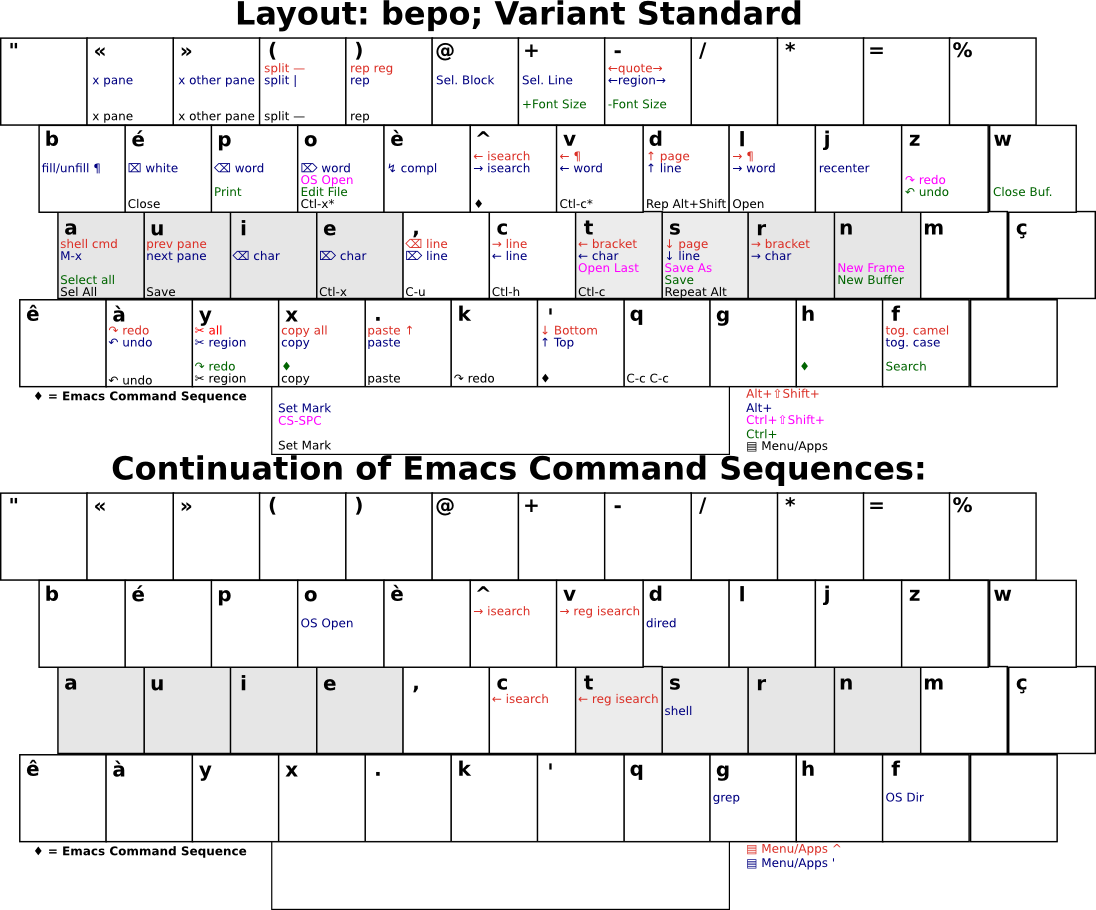 Layout: bepo; Variant Standard
" « » ( ) @ + - / * = %
split — rep reg ←quote→
x pane x other pane split | rep Sel. Block Sel. Line ←region→
+Font Size -Font Size
x pane x other pane split — rep
b é p o è ^ v d l j z w
← isearch ← ¶ ↑ page → ¶
fill/unfill ¶ ⌧ white ⌫ word ⌦ word ↯ compl → isearch ← word ↑ line → word recenter
OS Open ↷ redo
Print Edit File ↶ undo Close Buf.
Close Ctl-x* ♦ Ctl-c* Rep Alt+Shift Open
a u i e , c t s r n m ç
shell cmd prev pane ⌫ line → line ← bracket ↓ page → bracket
M-x next pane ⌫ char ⌦ char ⌦ line ← line ← char ↓ line → char
Open Last Save As New Frame
Select all Save New Buffer
Sel All Save Ctl-x C-u Ctl-h Ctl-c Repeat Alt
ê à y x . k ' q g h f
↷ redo ✂ all copy all paste ↑ ↓ Bottom tog. camel
↶ undo ✂ region copy paste ↑ Top tog. case
↷ redo ♦ ♦ Search
↶ undo ✂ region copy paste ↷ redo ♦ C-c C-c
♦ = Emacs Command Sequence
Set Mark
CS-SPC
Set Mark
Alt+⇧Shift+
Alt+
Ctrl+⇧Shift+
Ctrl+
▤ Menu/Apps
Continuation of Emacs Command Sequences:
" « » ( ) @ + - / * = %
b é p o è ^ v d l j z w
→ isearch → reg isearch
OS Open dired
a u i e , c t s r n m ç
← isearch ← reg isearch
shell
ê à y x . k ' q g h f
grep OS Dir
♦ = Emacs Command Sequence
▤ Menu/Apps ^
▤ Menu/Apps '